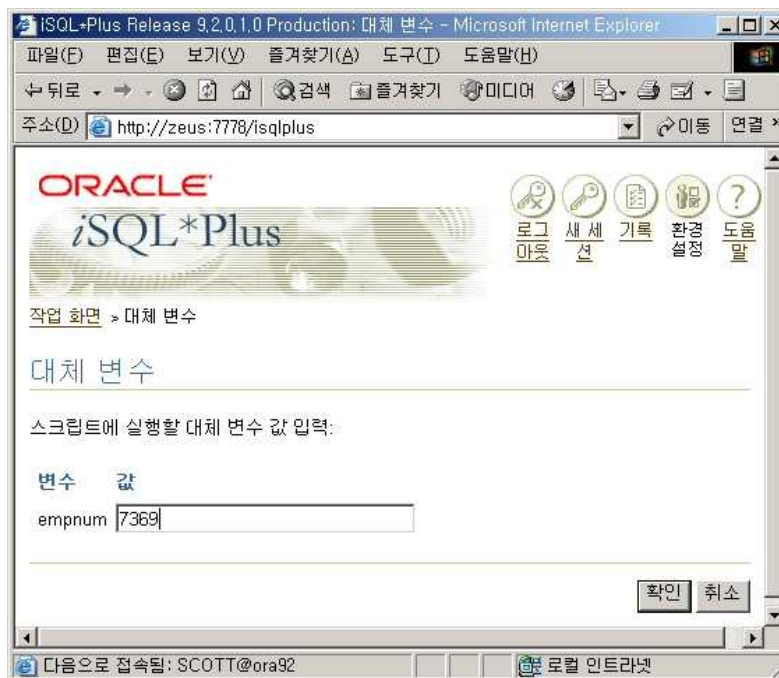 iSQL*Plus Release 9.2.0.1.0 Production: 대체 변수 - Microsoft Internet Explorer
파일(F) 편집(E) 보기(V) 즐겨찾기(A) 도구(T) 도움말(H)
뒤로 검색 즐겨찾기 미디어
주소(D) http://zeus:7778/isqlplus 이동 연결 »
ORACLE
iSQL*Plus
로그아웃 새 세션 기록 환경설정 도움말
작업 화면 > 대체 변수
대체 변수
스크립트에 실행할 대체 변수 값 입력:
변수 값
empnum 7369
확인 취소
다음으로 접속됨: SCOTT@ora92 로컬 인트라넷